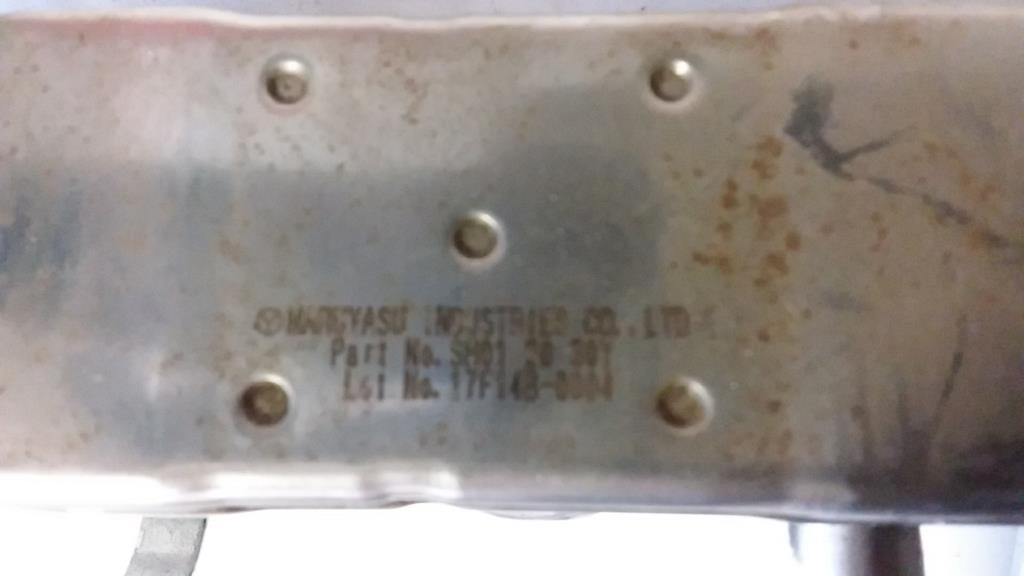 MARUYASU INDUSTRIES CO.,LTD
Part No. SH01 20 30Y
Lot No. 17F14B-0004